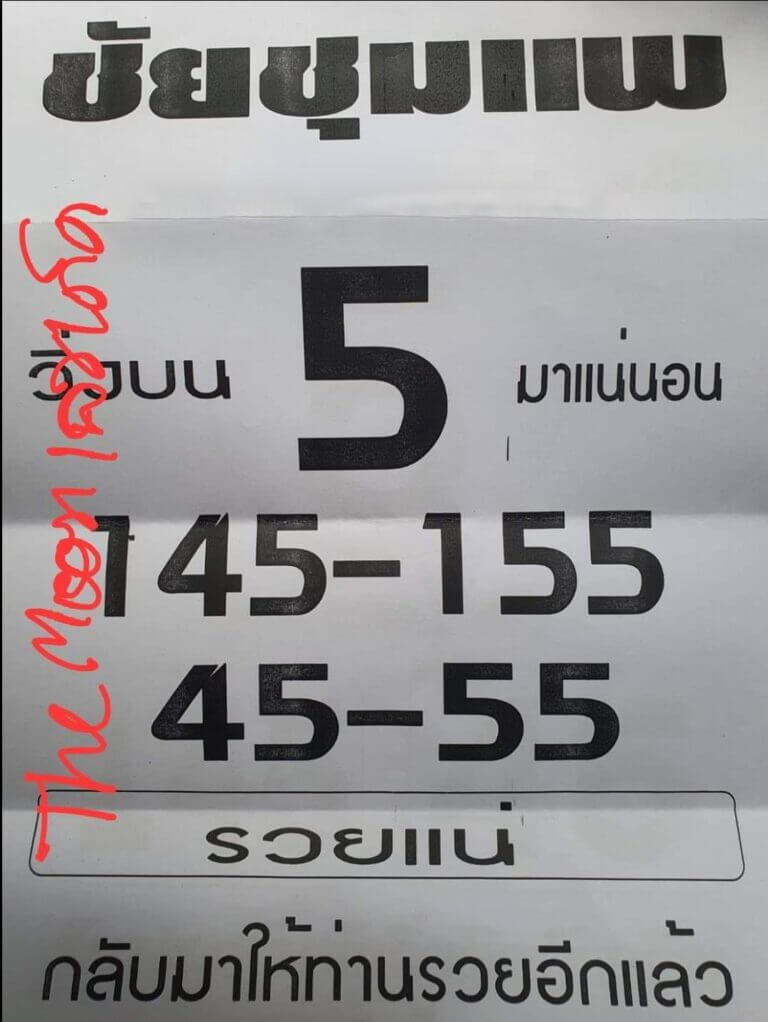 ชัยชุมแพ
วิ่งบน 5 มาแน่นอน
145-155
45-55
รวยแน่
กลับมาให้ท่านรวยอีกแล้ว
The Moon เลขเด็ด